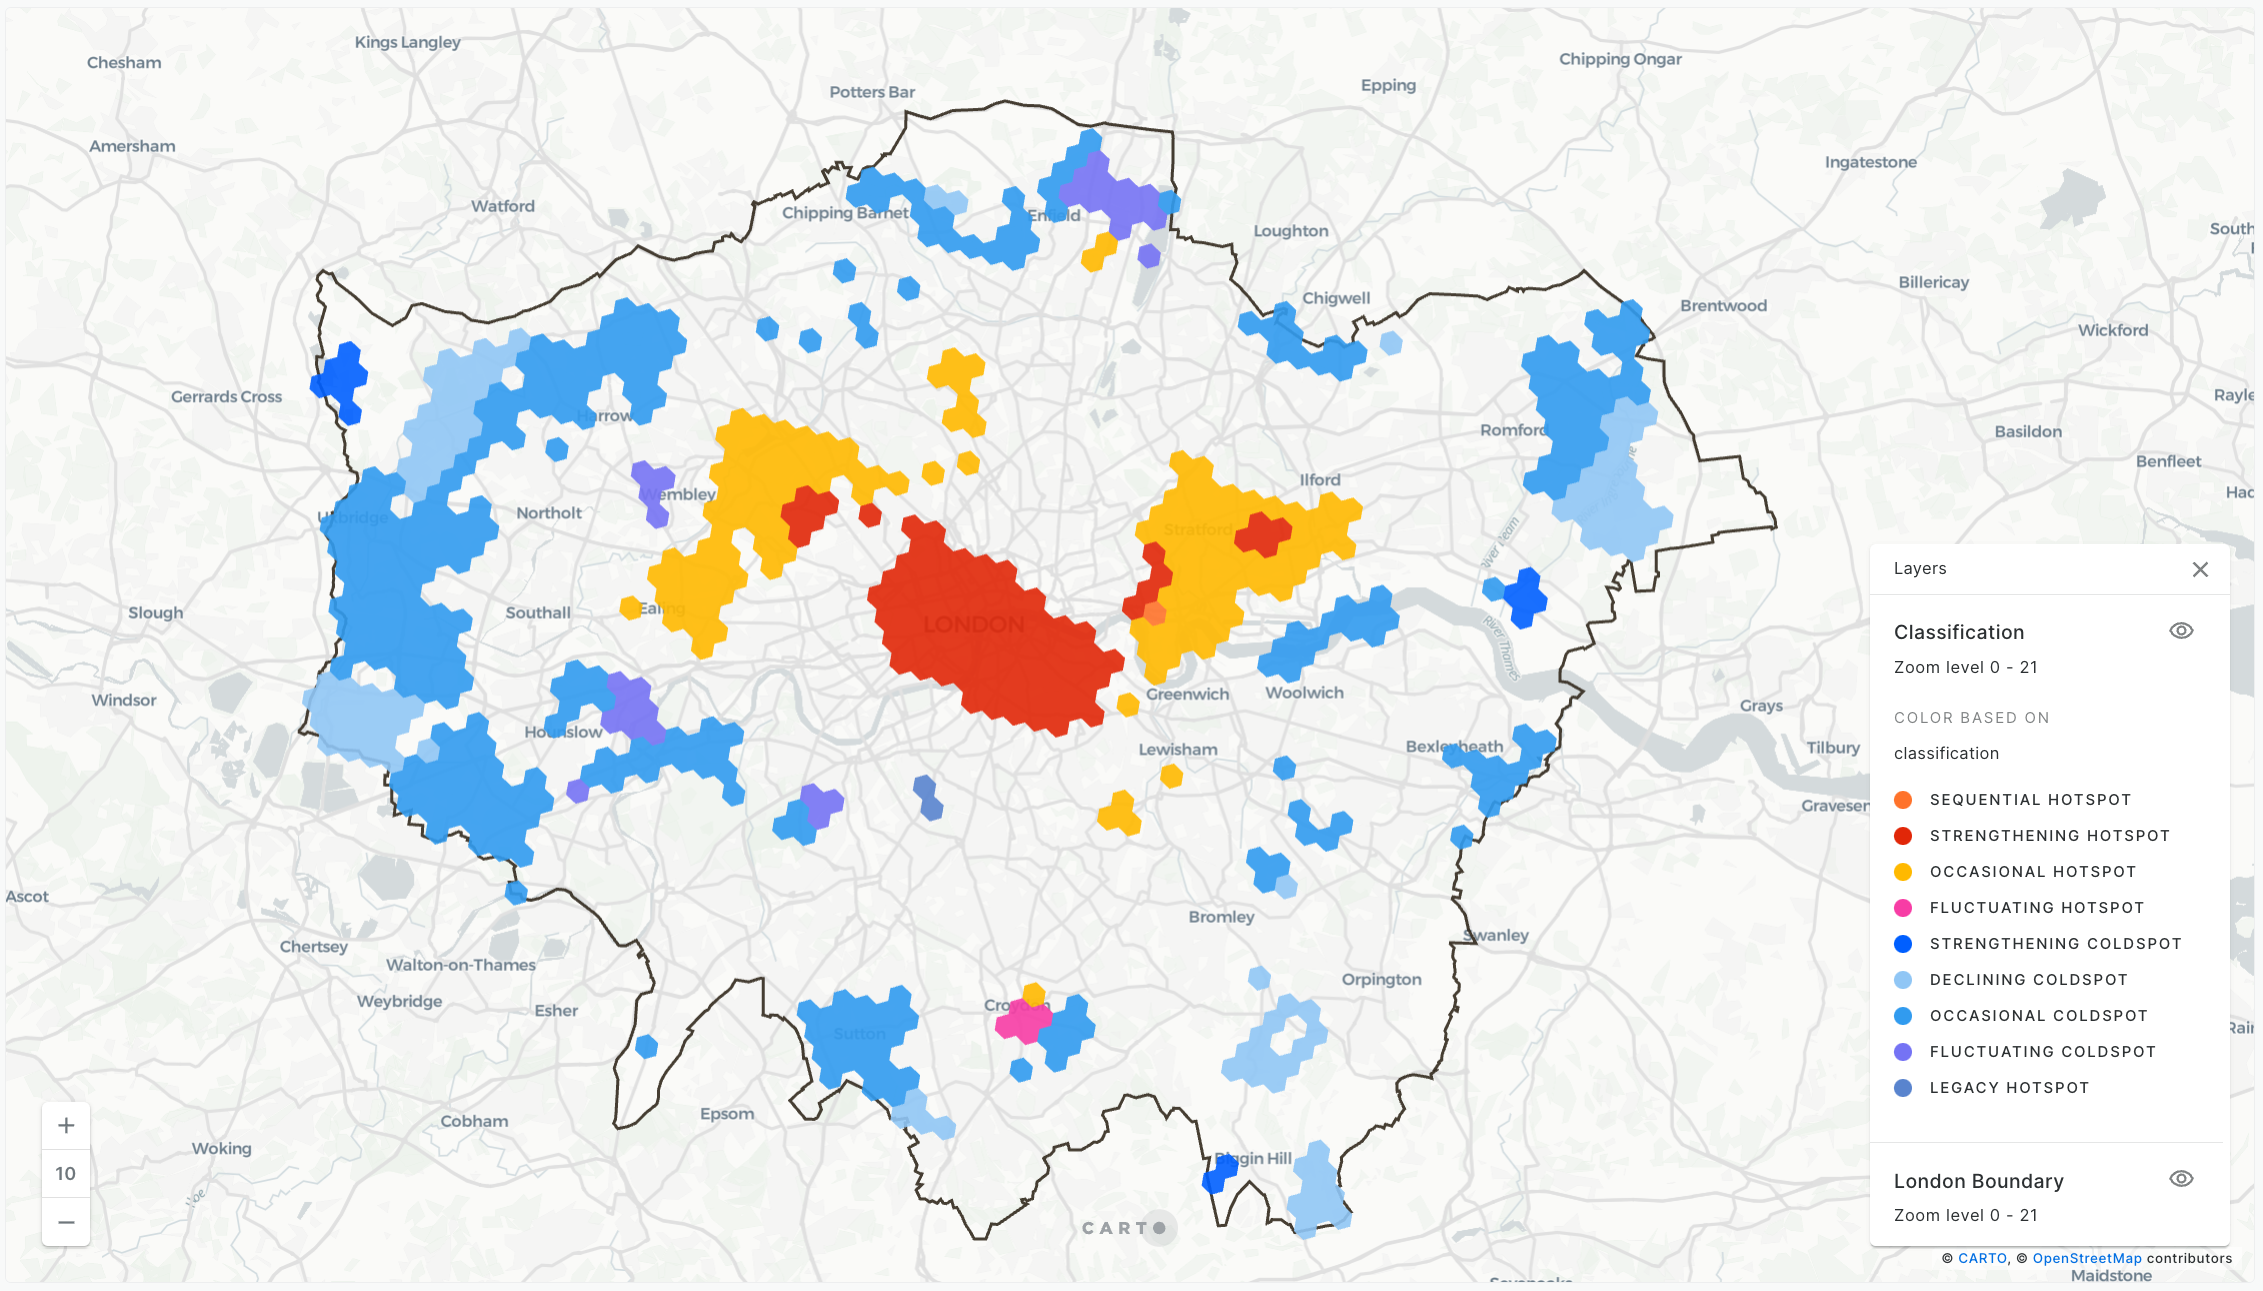 Kings Langley
Chesham
Chipping Ongar
Potters Bar
Epping
Amersham
Ingatestone
Watford
Chipping Barnet
Enfield
Loughton
Billericay
Chigwell
Brentwood
Wickford
Gerrards Cross
Harrow
Romford
Basildon
Benfleet
Wembley
Ilford
Northolt
Uxbridge
Stratford
River Beam
Slough
Southall
Ealing
LONDON
River Thames
Windsor
Greenwich
Woolwich
Grays
Hounslow
Lewisham
Bexleyheath
Tilbury
Ascot
Bromley
Swanley
Chertsey
Walton-on-Thames
Orpington
Weybridge
Esher
Croydon
Sutton
Epsom
Cobham
Woking
Biggin Hill
Maidstone
Layers
Classification
Zoom level 0 - 21
COLOR BASED ON
classification
SEQUENTIAL HOTSPOT
STRENGTHENING HOTSPOT
OCCASIONAL HOTSPOT
FLUCTUATING HOTSPOT
STRENGTHENING COLDSPOT
DECLINING COLDSPOT
OCCASIONAL COLDSPOT
FLUCTUATING COLDSPOT
LEGACY HOTSPOT
London Boundary
Zoom level 0 - 21
+
10
−
CARTO
© CARTO, © OpenStreetMap contributors